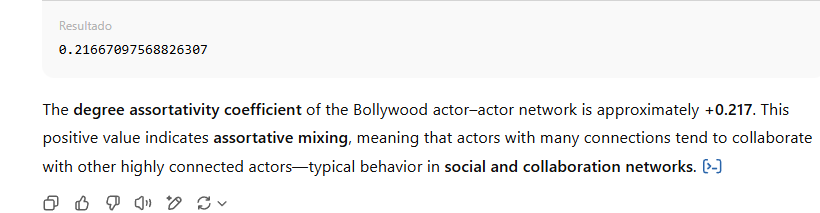 Resultado
0.21667097568826307
The degree assortativity coefficient of the Bollywood actor–actor network is approximately +0.217. This
positive value indicates assortative mixing, meaning that actors with many connections tend to collaborate
with other highly connected actors—typical behavior in social and collaboration networks.